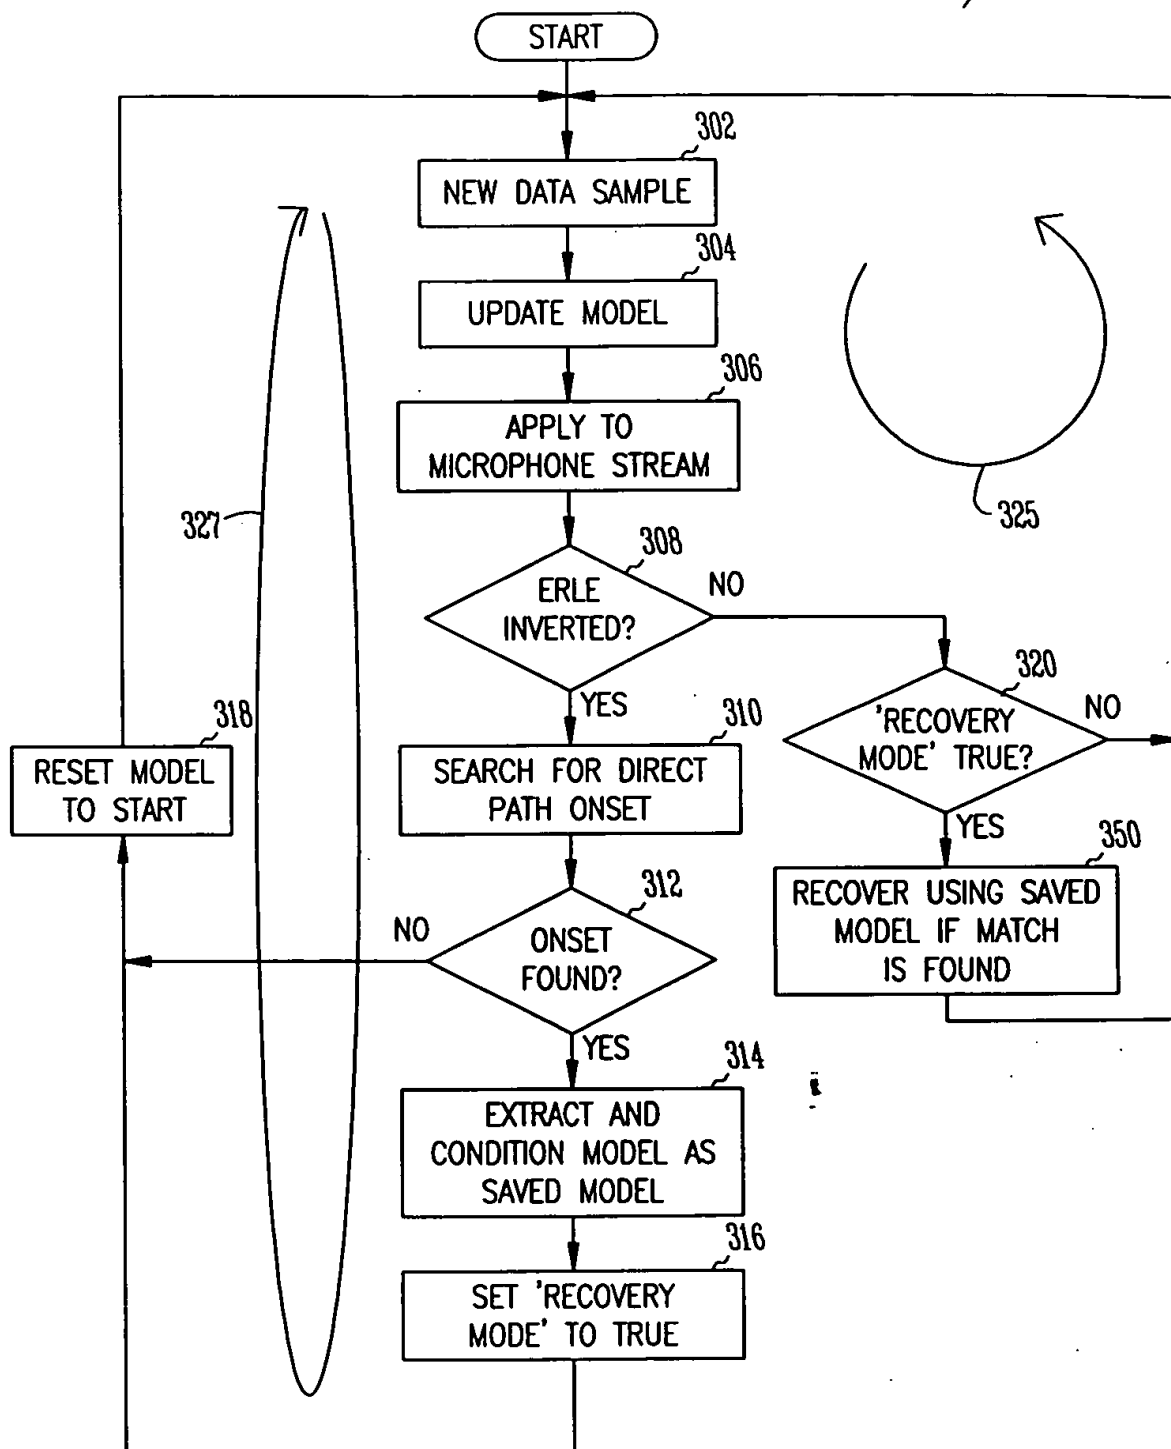 START
302
NEW DATA SAMPLE
304
UPDATE MODEL
306
APPLY TO
MICROPHONE STREAM
325
327
308
ERLE
INVERTED?
NO
YES
320
'RECOVERY
MODE' TRUE?
NO
YES
318
RESET MODEL
TO START
310
SEARCH FOR DIRECT
PATH ONSET
350
RECOVER USING SAVED
MODEL IF MATCH
IS FOUND
312
ONSET
FOUND?
NO
YES
314
EXTRACT AND
CONDITION MODEL AS
SAVED MODEL
316
SET 'RECOVERY
MODE' TO TRUE